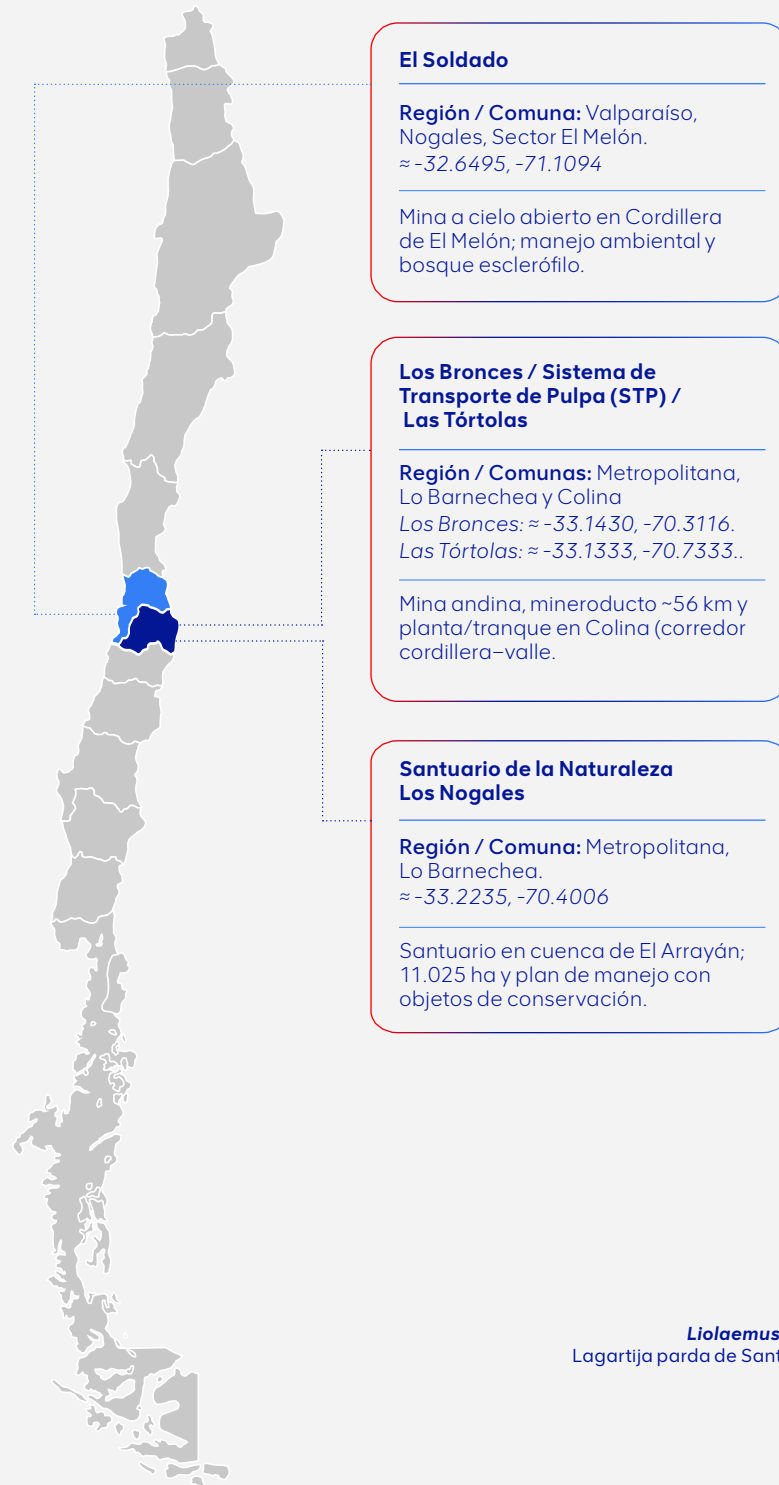 El Soldado
Región / Comuna: Valparaíso,
Nogales, Sector El Melón.
≈ -32.6495, -71.1094
Mina a cielo abierto en Cordillera
de El Melón; manejo ambiental y
bosque esclerófilo.
Los Bronces / Sistema de
Transporte de Pulpa (STP) /
Las Tórtolas
Región / Comunas: Metropolitana,
Lo Barnechea y Colina
Los Bronces: ≈ -33.1430, -70.3116.
Las Tórtolas: ≈ -33.1333, -70.7333..
Mina andina, mineroducto ~56 km y
planta/tranque en Colina (corredor
cordillera–valle.
Santuario de la Naturaleza
Los Nogales
Región / Comuna: Metropolitana,
Lo Barnechea.
≈ -33.2235, -70.4006
Santuario en cuenca de El Arrayán;
11.025 ha y plan de manejo con
objetos de conservación.
Liolaemus
Lagartija parda de Sant